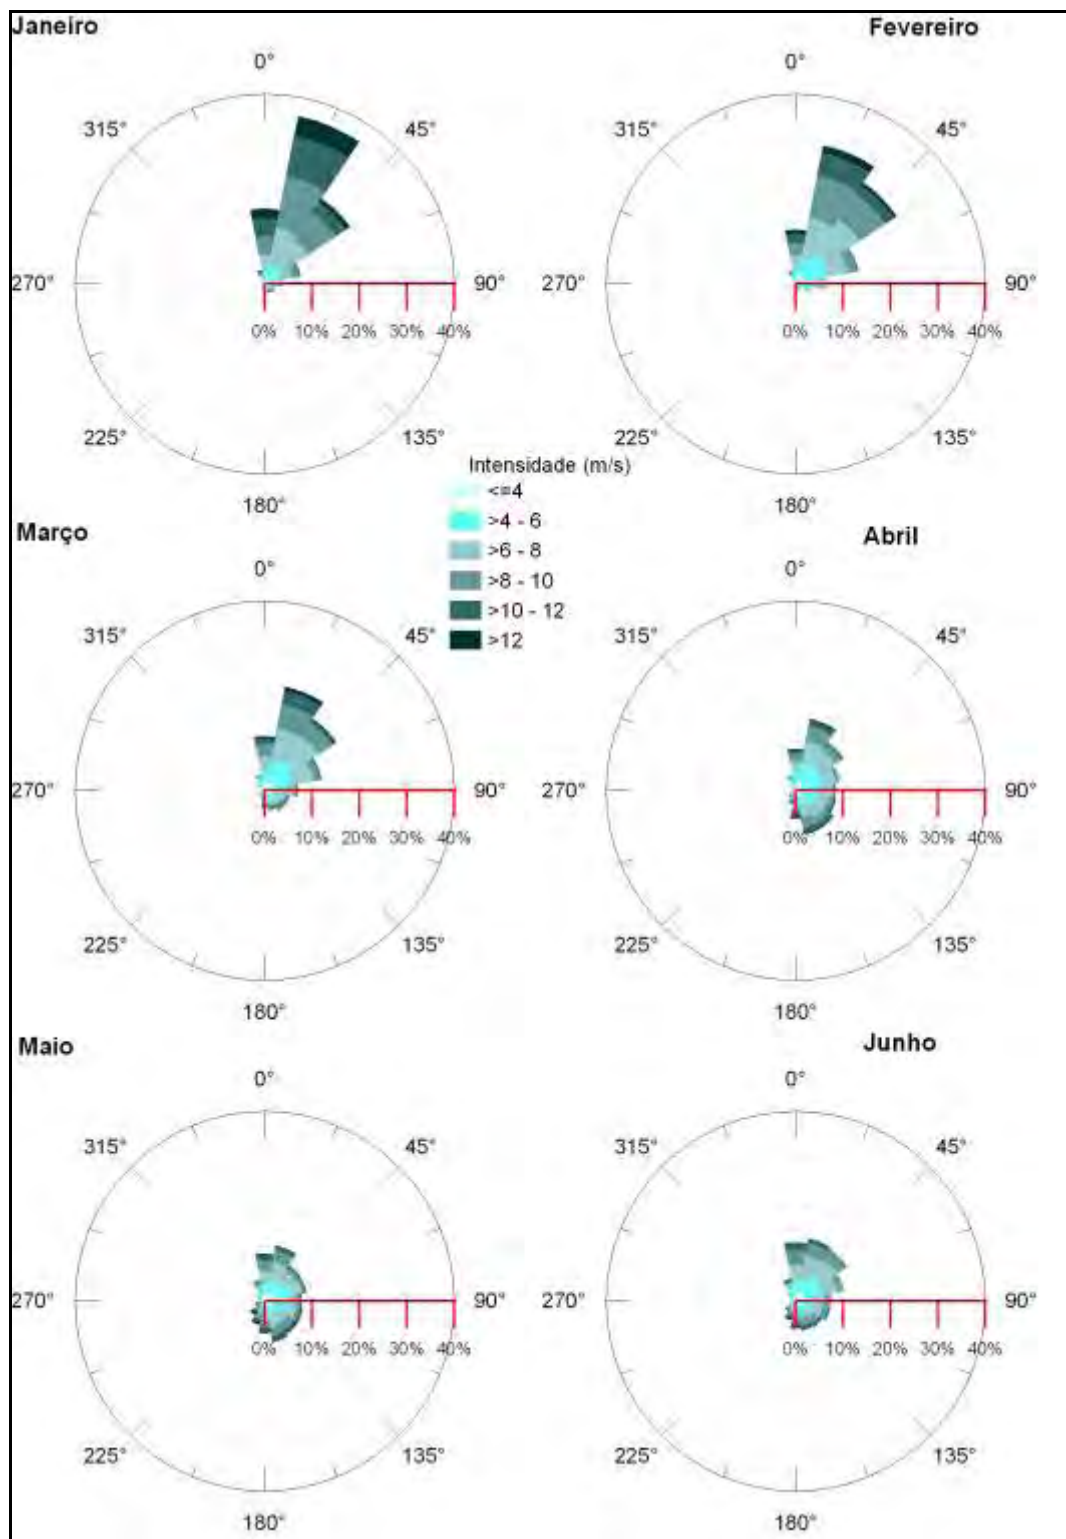 Janeiro Fevereiro
0° 0°
315° 45° 315° 45°
270° 90° 270° 90°
0% 10% 20% 30% 40% 0% 10% 20% 30% 40%
225° 135° 225° 135°
180° 180°
Intensidade (m/s)
<=4
>4 - 6
>6 - 8
>8 - 10
>10 - 12
>12
Março Abril
0° 0°
315° 45° 315° 45°
270° 90° 270° 90°
0% 10% 20% 30% 40% 0% 10% 20% 30% 40%
225° 135° 225° 135°
180° 180°
Maio Junho
0° 0°
315° 45° 315° 45°
270° 90° 270° 90°
0% 10% 20% 30% 40% 0% 10% 20% 30% 40%
225° 135° 225° 135°
180° 180°